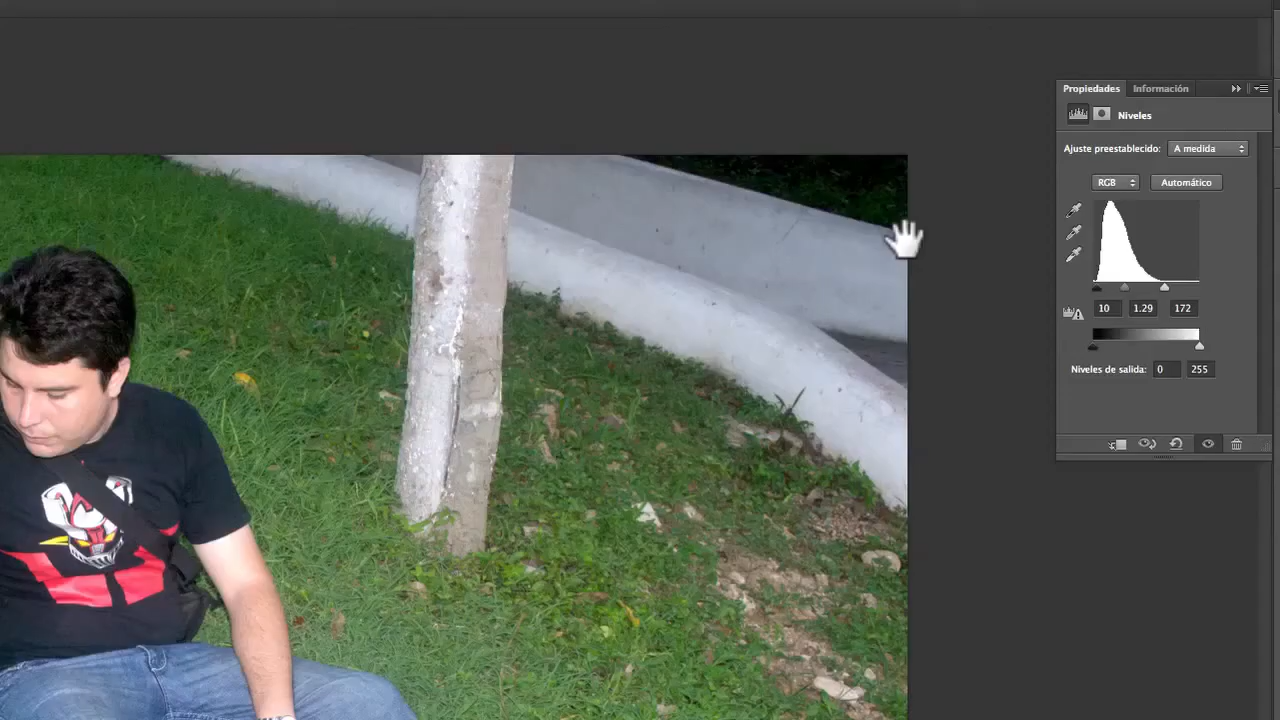 Propiedades Información
Niveles
Ajuste preestablecido: A medida
RGB Automático
10 1.29 172
Niveles de salida: 0 255